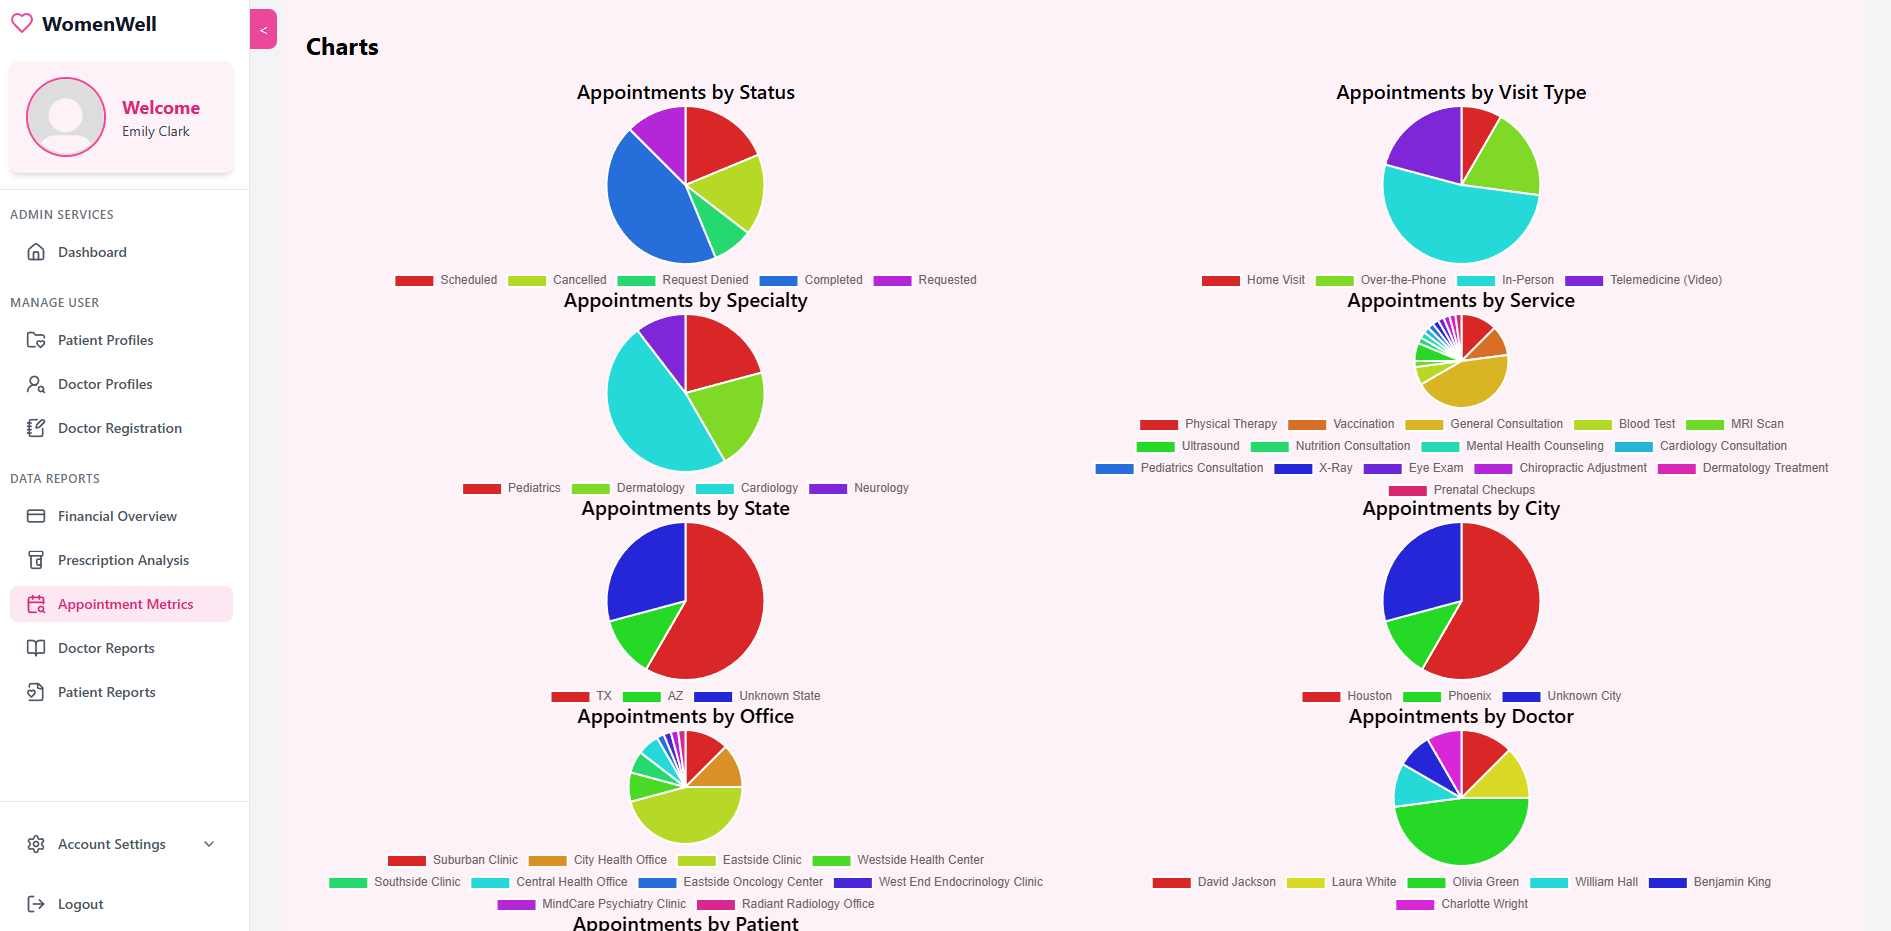 WomenWell
<
Welcome
Emily Clark
ADMIN SERVICES
Dashboard
MANAGE USER
Patient Profiles
Doctor Profiles
Doctor Registration
DATA REPORTS
Financial Overview
Prescription Analysis
Appointment Metrics
Doctor Reports
Patient Reports
Account Settings
Logout
Charts
Appointments by Status
Scheduled Cancelled Request Denied Completed Requested
Appointments by Visit Type
Home Visit Over-the-Phone In-Person Telemedicine (Video)
Appointments by Specialty
Pediatrics Dermatology Cardiology Neurology
Appointments by Service
Physical Therapy Vaccination General Consultation Blood Test MRI Scan
Ultrasound Nutrition Consultation Mental Health Counseling Cardiology Consultation
Pediatrics Consultation X-Ray Eye Exam Chiropractic Adjustment Dermatology Treatment
Prenatal Checkups
Appointments by State
TX AZ Unknown State
Appointments by City
Houston Phoenix Unknown City
Appointments by Office
Suburban Clinic City Health Office Eastside Clinic Westside Health Center
Southside Clinic Central Health Office Eastside Oncology Center West End Endocrinology Clinic
MindCare Psychiatry Clinic Radiant Radiology Office
Appointments by Doctor
David Jackson Laura White Olivia Green William Hall Benjamin King
Charlotte Wright
Appointments by Patient